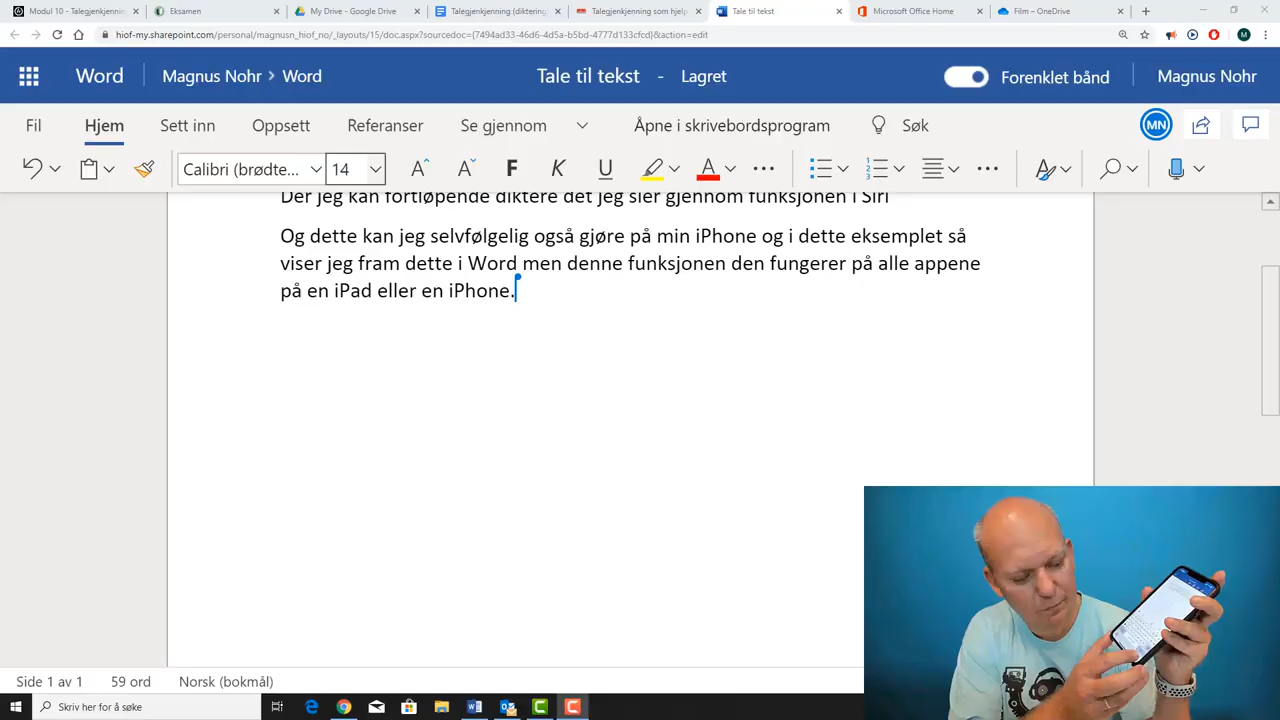 Modul 10 - Talegjenkjennin
Eksamen
My Drive - Google Drive
Talegjenkjenning (diktering
Talegjenkjenning som hjelp
Tale til tekst
Microsoft Office Home
Film – OneDrive
hiof-my.sharepoint.com/personal/magnusn_hiof_no/_layouts/15/doc.aspx?sourcedoc={7494ad33-46d6-4d5a-b5bd-4777d133cfcd}&action=edit
Word Magnus Nohr > Word Tale til tekst - Lagret Forenklet bånd Magnus Nohr
Fil Hjem Sett inn Oppsett Referanser Se gjennom Åpne i skrivebordsprogram Søk MN
Calibri (brødte... 14 A A F K U A
Der jeg kan fortløpende diktere det jeg sier gjennom funksjonen i Siri
Og dette kan jeg selvfølgelig også gjøre på min iPhone og i dette eksemplet så
viser jeg fram dette i Word men denne funksjonen den fungerer på alle appene
på en iPad eller en iPhone.
Side 1 av 1 59 ord Norsk (bokmål)
Skriv her for å søke